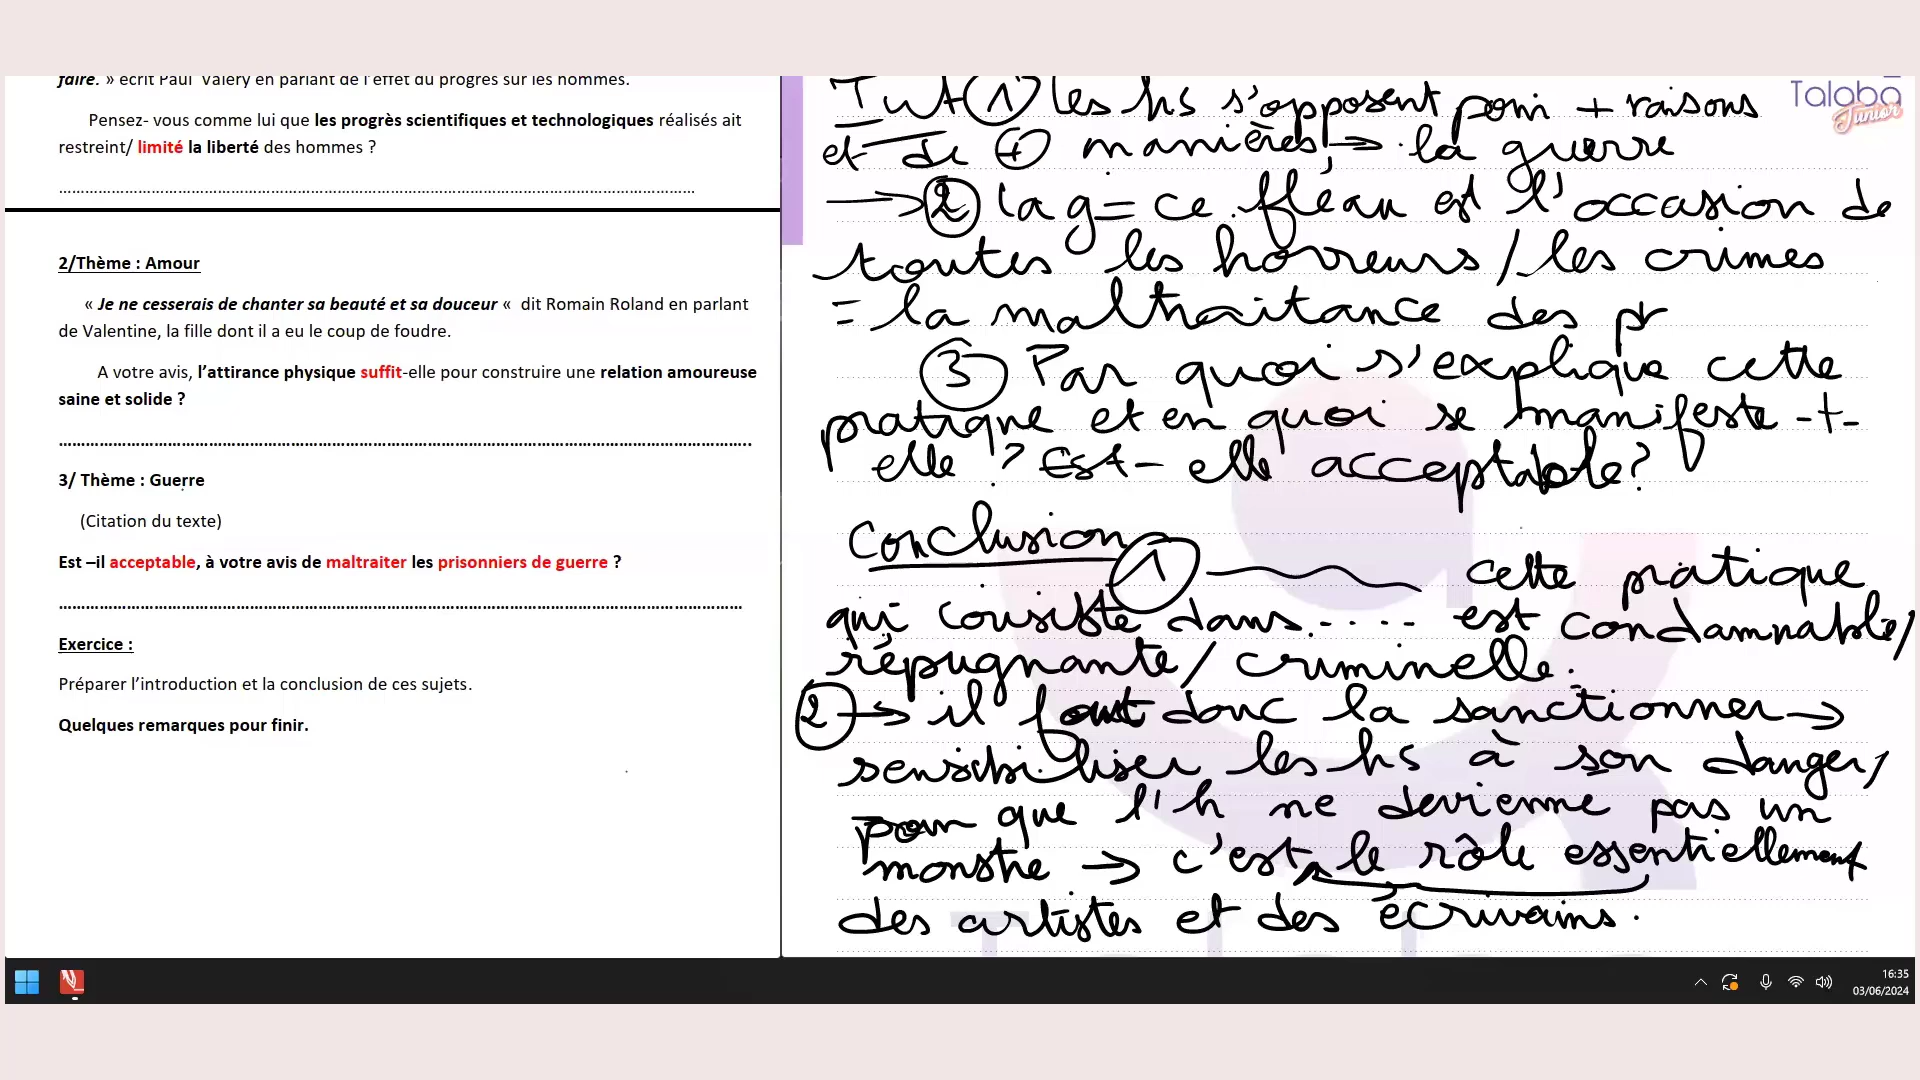 faire. » écrit Paul Valéry en parlant de l'effet du progrès sur les hommes.
Pensez- vous comme lui que les progrès scientifiques et technologiques réalisés ait
restreint/ limité la liberté des hommes ?
2/Thème : Amour
« Je ne cesserais de chanter sa beauté et sa douceur « dit Romain Roland en parlant
de Valentine, la fille dont il a eu le coup de foudre.
A votre avis, l'attirance physique suffit-elle pour construire une relation amoureuse
saine et solide ?
3/ Thème : Guerre
(Citation du texte)
Est –il acceptable, à votre avis de maltraiter les prisonniers de guerre ?
Exercice :
Préparer l'introduction et la conclusion de ces sujets.
Quelques remarques pour finir.
Talaba
Junior
Int 1 les hs s'opposent pour + raisons
et de + manières → la guerre
→ 2 la g = ce fléau est l'occasion de
toutes les horreurs / les crimes
= la maltraitance des pr
3 Par quoi s'explique cette
pratique et en quoi se manifeste -t-
elle ? Est-elle acceptable ?
Conclusion 1 cette pratique
qui consiste dans..... est condamnable/
répugnante/ criminelle.
2 → il faut donc la sanctionner →
sensibiliser les hs à son danger,
pour que l'h ne devienne pas un
monstre → c'est le rôle essentiellement
des artistes et des écrivains.
16:35
03/06/2024